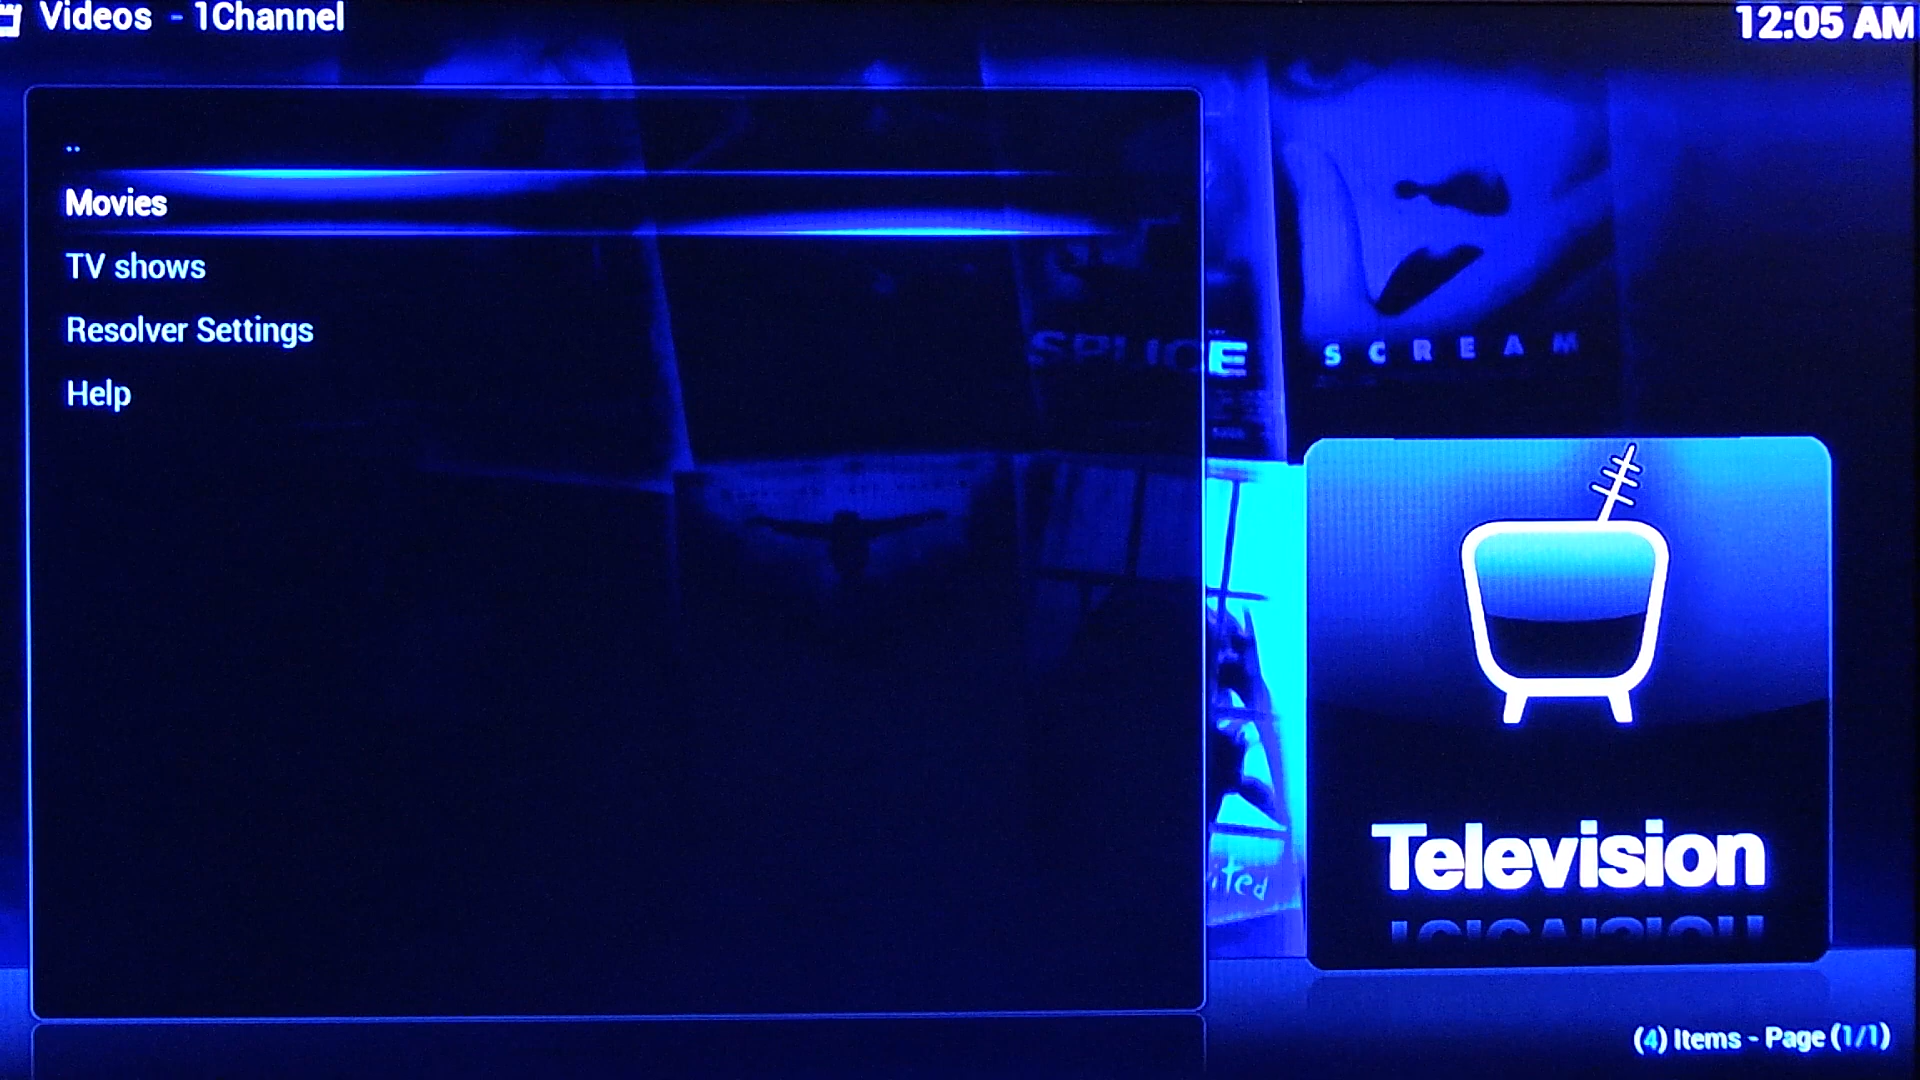 Videos - 1Channel
12:05 AM
..
Movies
TV shows
Resolver Settings
Help
SPLICE
SCREAM
Television
(4) Items - Page (1/1)